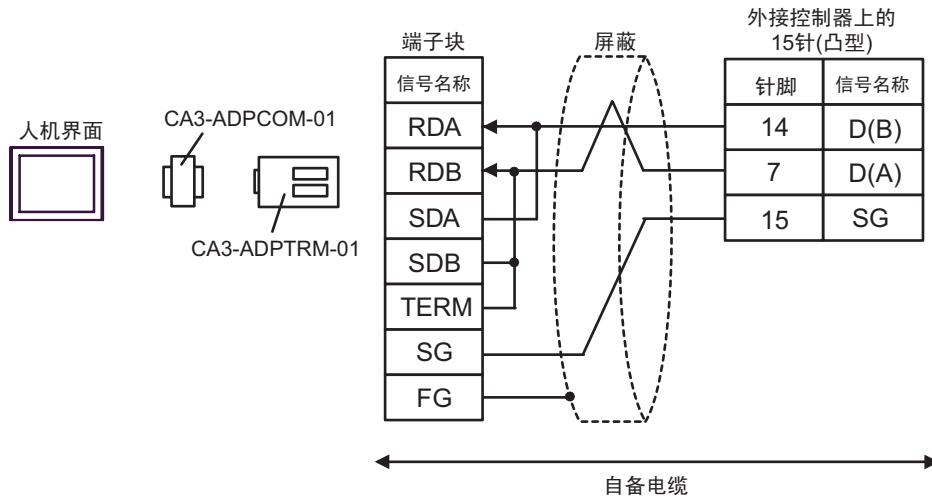 外接控制器上的
15针(凸型)
端子块
屏蔽
信号名称
针脚
信号名称
人机界面
CA3-ADPCOM-01
RDA
14
D(B)
RDB
7
D(A)
SDA
15
SG
CA3-ADPTRM-01
SDB
TERM
SG
FG
自备电缆